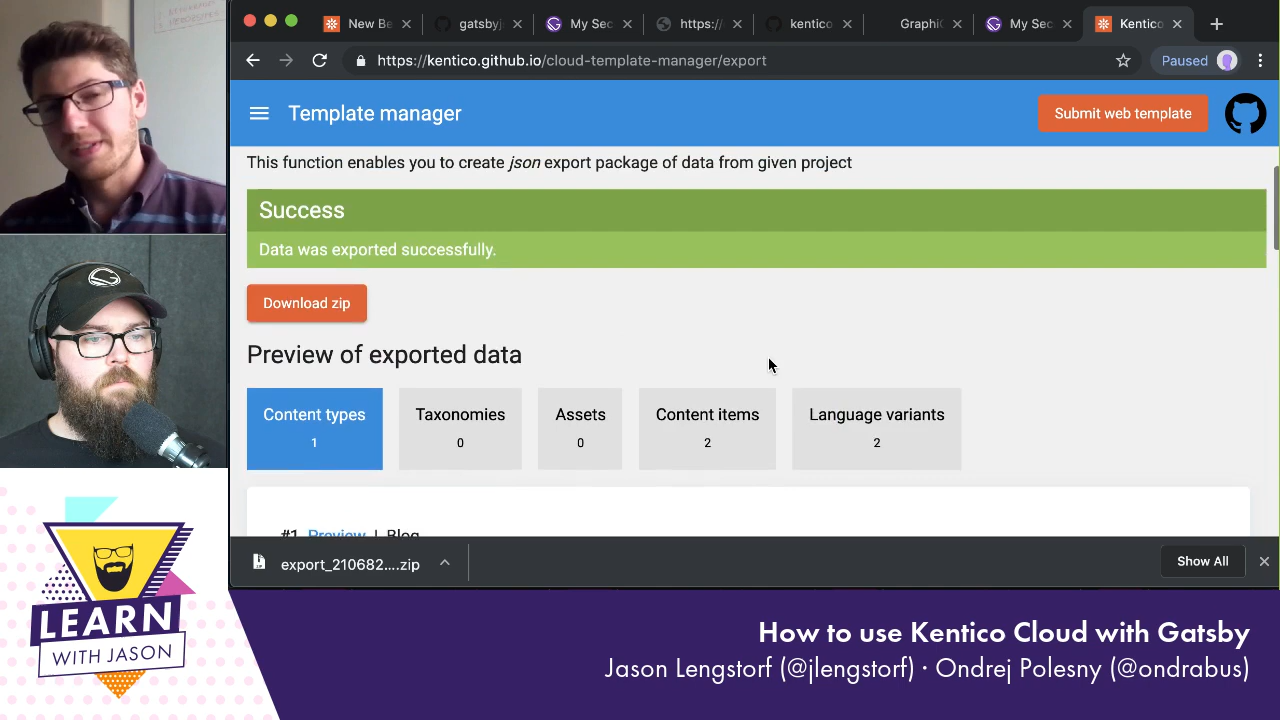 New Be
gatsbyj
My Sec
https://
kentico
GraphiQ
My Sec
Kentico
https://kentico.github.io/cloud-template-manager/export
Paused
Template manager
Submit web template
This function enables you to create json export package of data from given project
Success
Data was exported successfully.
Download zip
Preview of exported data
Content types
1
Taxonomies
0
Assets
0
Content items
2
Language variants
2
#1 Preview | Blog
export_210682....zip
Show All
LEARN
WITH JASON
How to use Kentico Cloud with Gatsby
Jason Lengstorf (@jlengstorf) · Ondrej Polesny (@ondrabus)